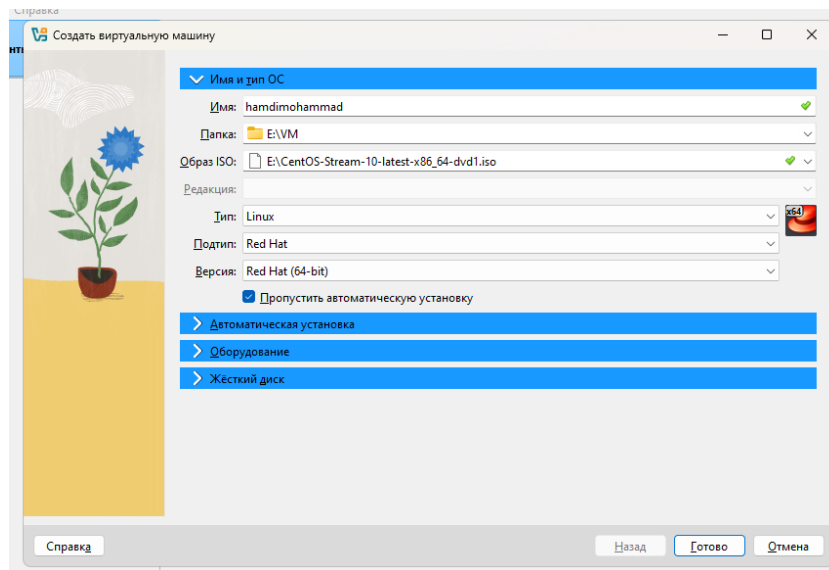 Справка
Создать виртуальную машину
Имя и тип ОС
Имя: hamdimohammad
Папка: E:\VM
Образ ISO: E:\CentOS-Stream-10-latest-x86_64-dvd1.iso
Редакция:
Тип: Linux
x64
Подтип: Red Hat
Версия: Red Hat (64-bit)
Пропустить автоматическую установку
Автоматическая установка
Оборудование
Жёсткий диск
Справка Назад Готово Отмена